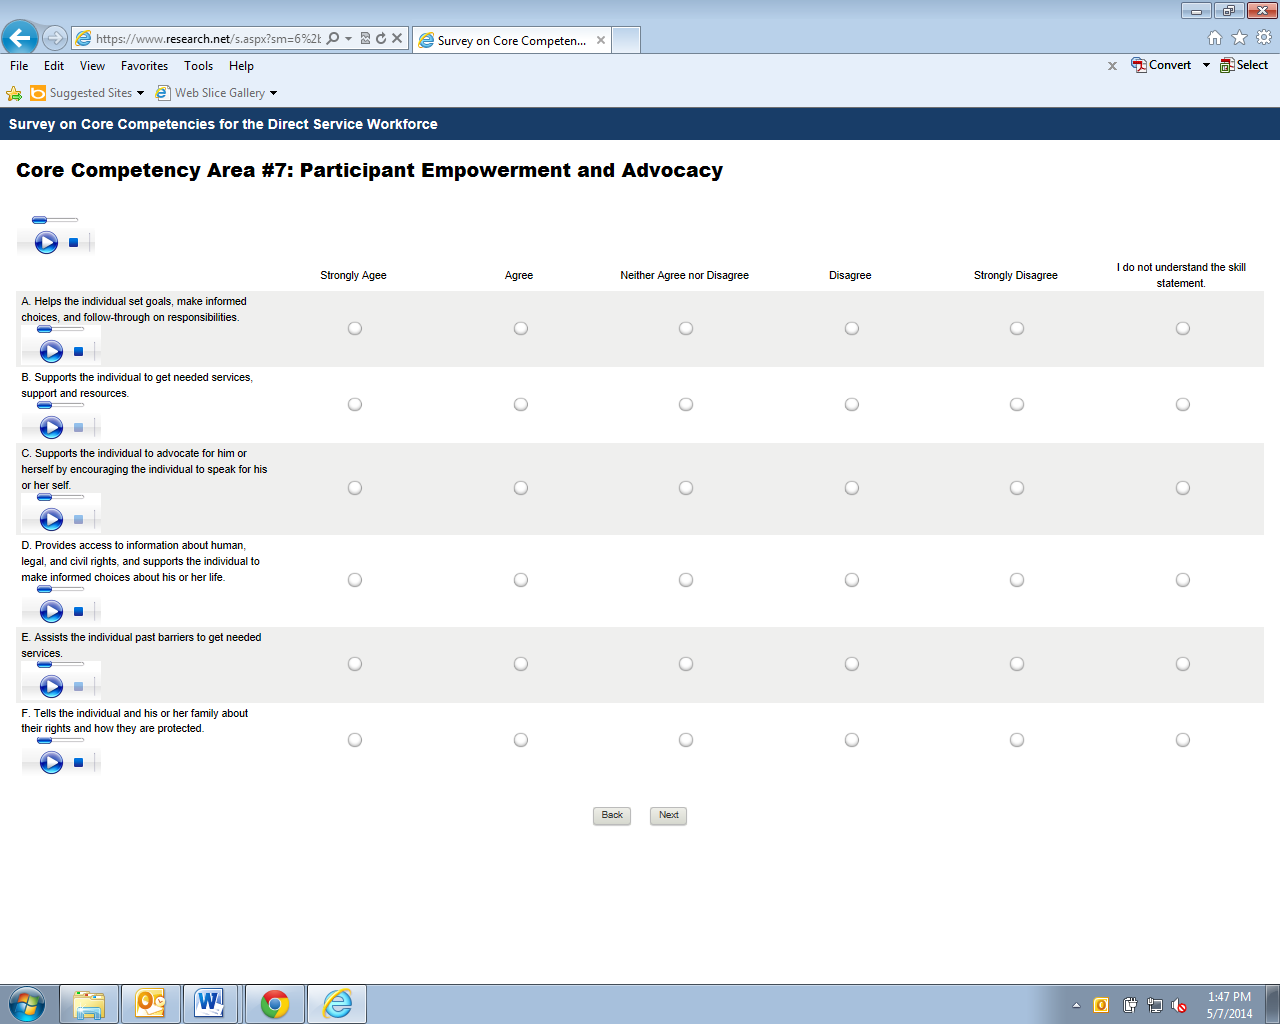 https://www.research.net/s.aspx?sm=6%2b
Survey on Core Competen...
File Edit View Favorites Tools Help
x Convert Select
Suggested Sites Web Slice Gallery
Survey on Core Competencies for the Direct Service Workforce
Core Competency Area #7: Participant Empowerment and Advocacy
Strongly Agee Agree Neither Agree nor Disagree Disagree Strongly Disagree I do not understand the skill
statement.
A. Helps the individual set goals, make informed
choices, and follow-through on responsibilities.
B. Supports the individual to get needed services,
support and resources.
C. Supports the individual to advocate for him or
herself by encouraging the individual to speak for his
or her self.
D. Provides access to information about human,
legal, and civil rights, and supports the individual to
make informed choices about his or her life.
E. Assists the individual past barriers to get needed
services.
F. Tells the individual and his or her family about
their rights and how they are protected.
Back Next
1:47 PM
5/7/2014